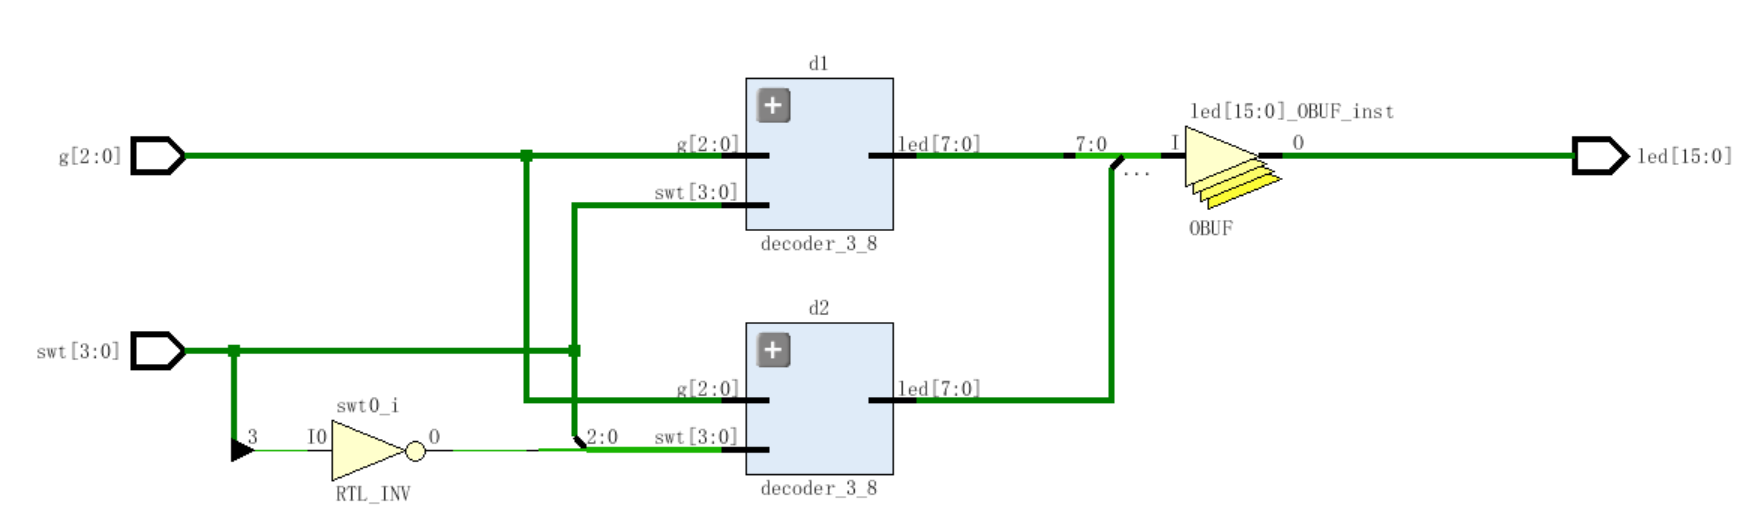 d1
led[15:0]_OBUF_inst
g[2:0]
g[2:0]
led[7:0]
7:0
I
O
led[15:0]
...
swt[3:0]
OBUF
decoder_3_8
d2
swt[3:0]
g[2:0]
led[7:0]
swt0_i
3
I0
O
2:0
swt[3:0]
RTL_INV
decoder_3_8